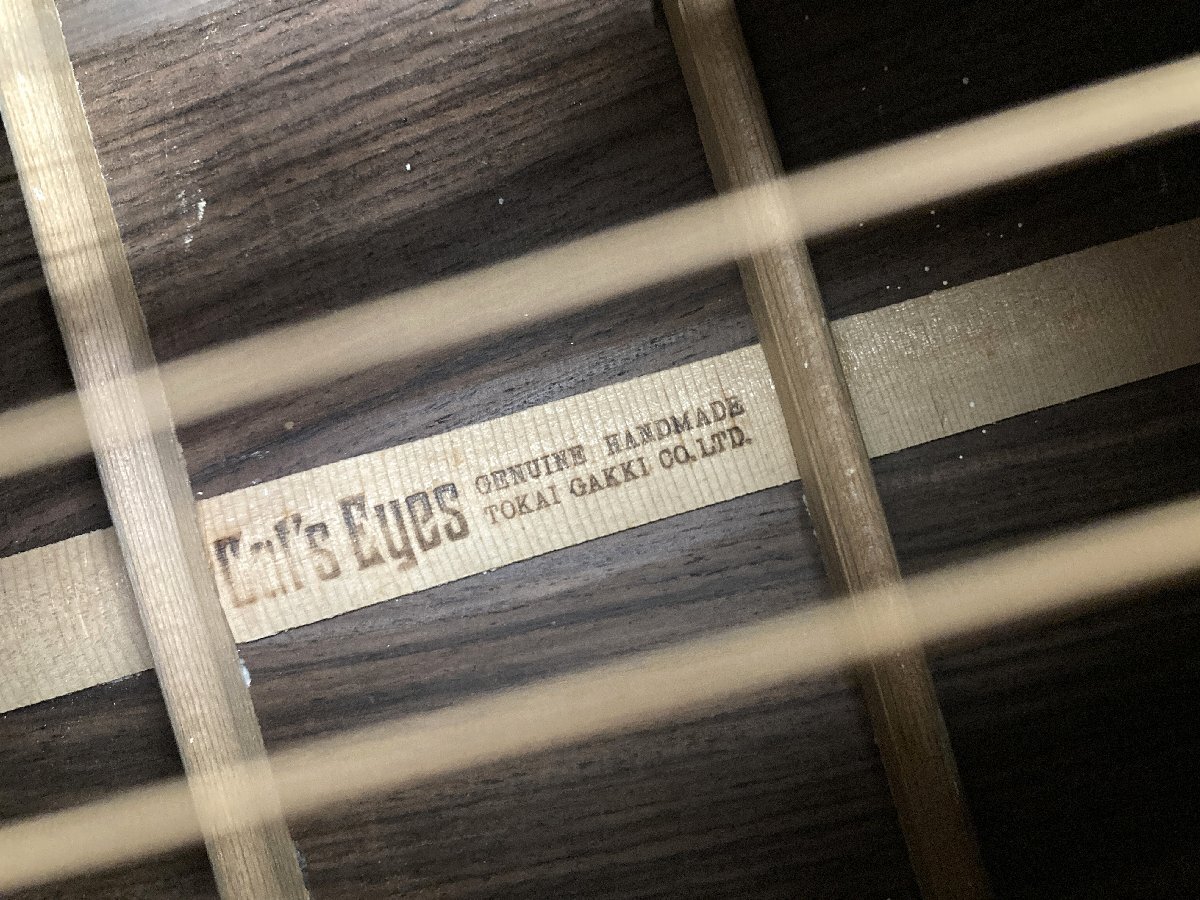 Cat's Eyes
GENUINE HANDMADE
TOKAI GAKKI CO. LTD.